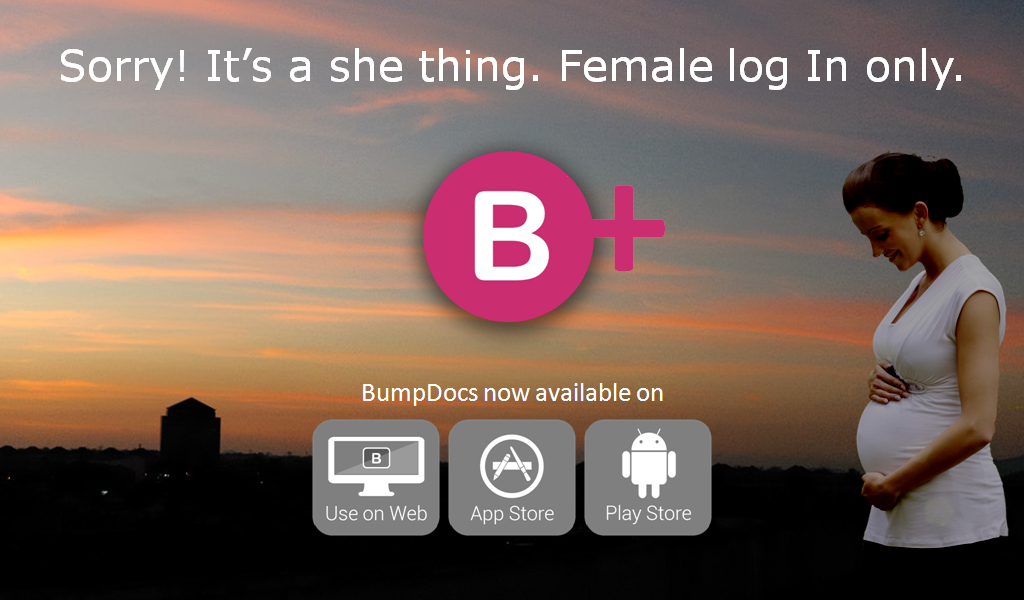 Sorry! It’s a she thing. Female log In only.
B+
BumpDocs now available on
B
Use on Web
App Store
Play Store